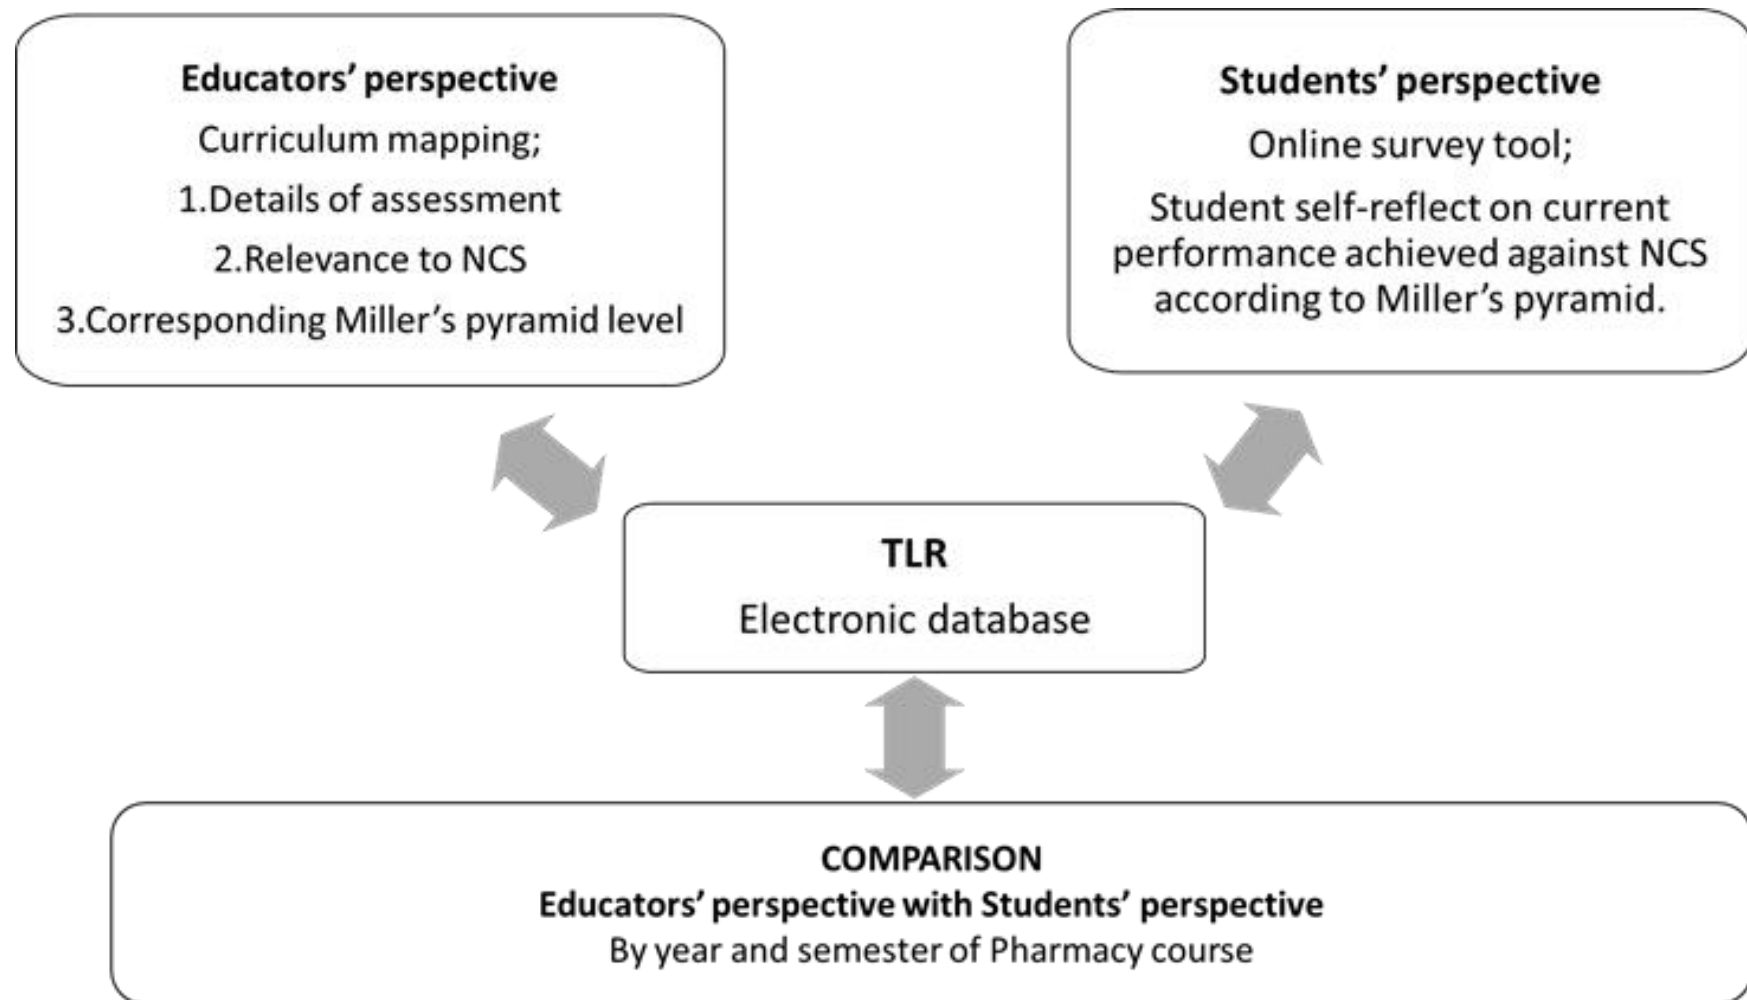 Educators’ perspective
Curriculum mapping;
1.Details of assessment
2.Relevance to NCS
3.Corresponding Miller’s pyramid level
Students’ perspective
Online survey tool;
Student self-reflect on current
performance achieved against NCS
according to Miller’s pyramid.
TLR
Electronic database
COMPARISON
Educators’ perspective with Students’ perspective
By year and semester of Pharmacy course